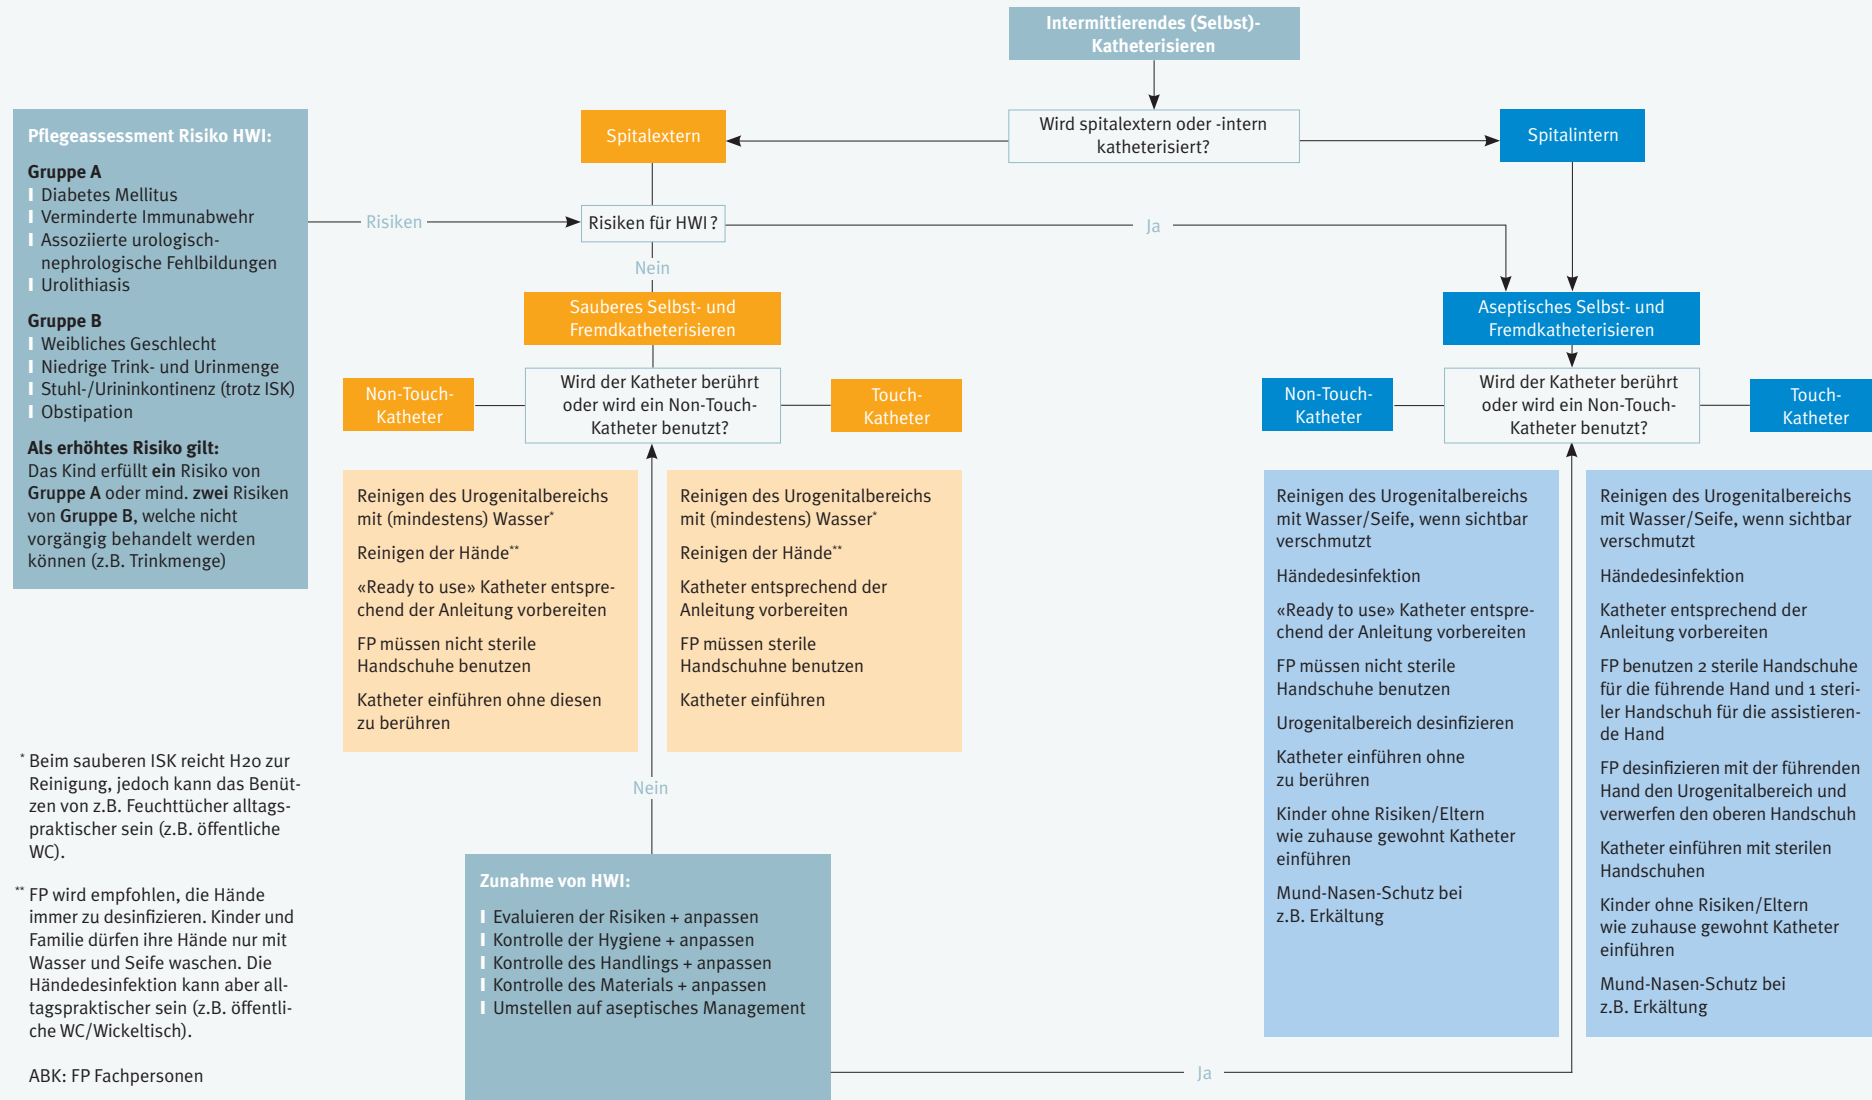 Intermittierendes (Selbst)-
Katheterisieren
Wird spitalextern oder -intern
katheterisiert?
Spitalextern
Spitalintern
Pflegeassessment Risiko HWI:
Gruppe A
Diabetes Mellitus
Verminderte Immunabwehr
Assoziierte urologisch-
nephrologische Fehlbildungen
Urolithiasis
Gruppe B
Weibliches Geschlecht
Niedrige Trink- und Urinmenge
Stuhl-/Urininkontinenz (trotz ISK)
Obstipation
Als erhöhtes Risiko gilt:
Das Kind erfüllt ein Risiko von
Gruppe A oder mind. zwei Risiken
von Gruppe B, welche nicht
vorgängig behandelt werden
können (z.B. Trinkmenge)
Risiken
Risiken für HWI?
Ja
Nein
Sauberes Selbst- und
Fremdkatheterisieren
Non-Touch-
Katheter
Wird der Katheter berührt
oder wird ein Non-Touch-
Katheter benutzt?
Touch-
Katheter
Reinigen des Urogenitalbereichs
mit (mindestens) Wasser*
Reinigen der Hände**
«Ready to use» Katheter entspre-
chend der Anleitung vorbereiten
FP müssen nicht sterile
Handschuhe benutzen
Katheter einführen ohne diesen
zu berühren
Reinigen des Urogenitalbereichs
mit (mindestens) Wasser*
Reinigen der Hände**
Katheter entsprechend der
Anleitung vorbereiten
FP müssen sterile
Handschuhne benutzen
Katheter einführen
Aseptisches Selbst- und
Fremdkatheterisieren
Non-Touch-
Katheter
Wird der Katheter berührt
oder wird ein Non-Touch-
Katheter benutzt?
Touch-
Katheter
Reinigen des Urogenitalbereichs
mit Wasser/Seife, wenn sichtbar
verschmutzt
Händedesinfektion
«Ready to use» Katheter entspre-
chend der Anleitung vorbereiten
FP müssen nicht sterile
Handschuhe benutzen
Urogenitalbereich desinfizieren
Katheter einführen ohne
zu berühren
Kinder ohne Risiken/Eltern
wie zuhause gewohnt Katheter
einführen
Mund-Nasen-Schutz bei
z.B. Erkältung
Reinigen des Urogenitalbereichs
mit Wasser/Seife, wenn sichtbar
verschmutzt
Händedesinfektion
Katheter entsprechend der
Anleitung vorbereiten
FP benutzen 2 sterile Handschuhe
für die führende Hand und 1 steri-
ler Handschuh für die assistieren-
de Hand
FP desinfizieren mit der führenden
Hand den Urogenitalbereich und
verwerfen den oberen Handschuh
Katheter einführen mit sterilen
Handschuhen
Kinder ohne Risiken/Eltern
wie zuhause gewohnt Katheter
einführen
Mund-Nasen-Schutz bei
z.B. Erkältung
Nein
Zunahme von HWI:
Evaluieren der Risiken + anpassen
Kontrolle der Hygiene + anpassen
Kontrolle des Handlings + anpassen
Kontrolle des Materials + anpassen
Umstellen auf aseptisches Management
Ja
* Beim sauberen ISK reicht H20 zur
Reinigung, jedoch kann das Benüt-
zen von z.B. Feuchttücher alltags-
praktischer sein (z.B. öffentliche
WC).
** FP wird empfohlen, die Hände
immer zu desinfizieren. Kinder und
Familie dürfen ihre Hände nur mit
Wasser und Seife waschen. Die
Händedesinfektion kann aber all-
tagspraktischer sein (z.B. öffentli-
che WC/Wickeltisch).
ABK: FP Fachpersonen